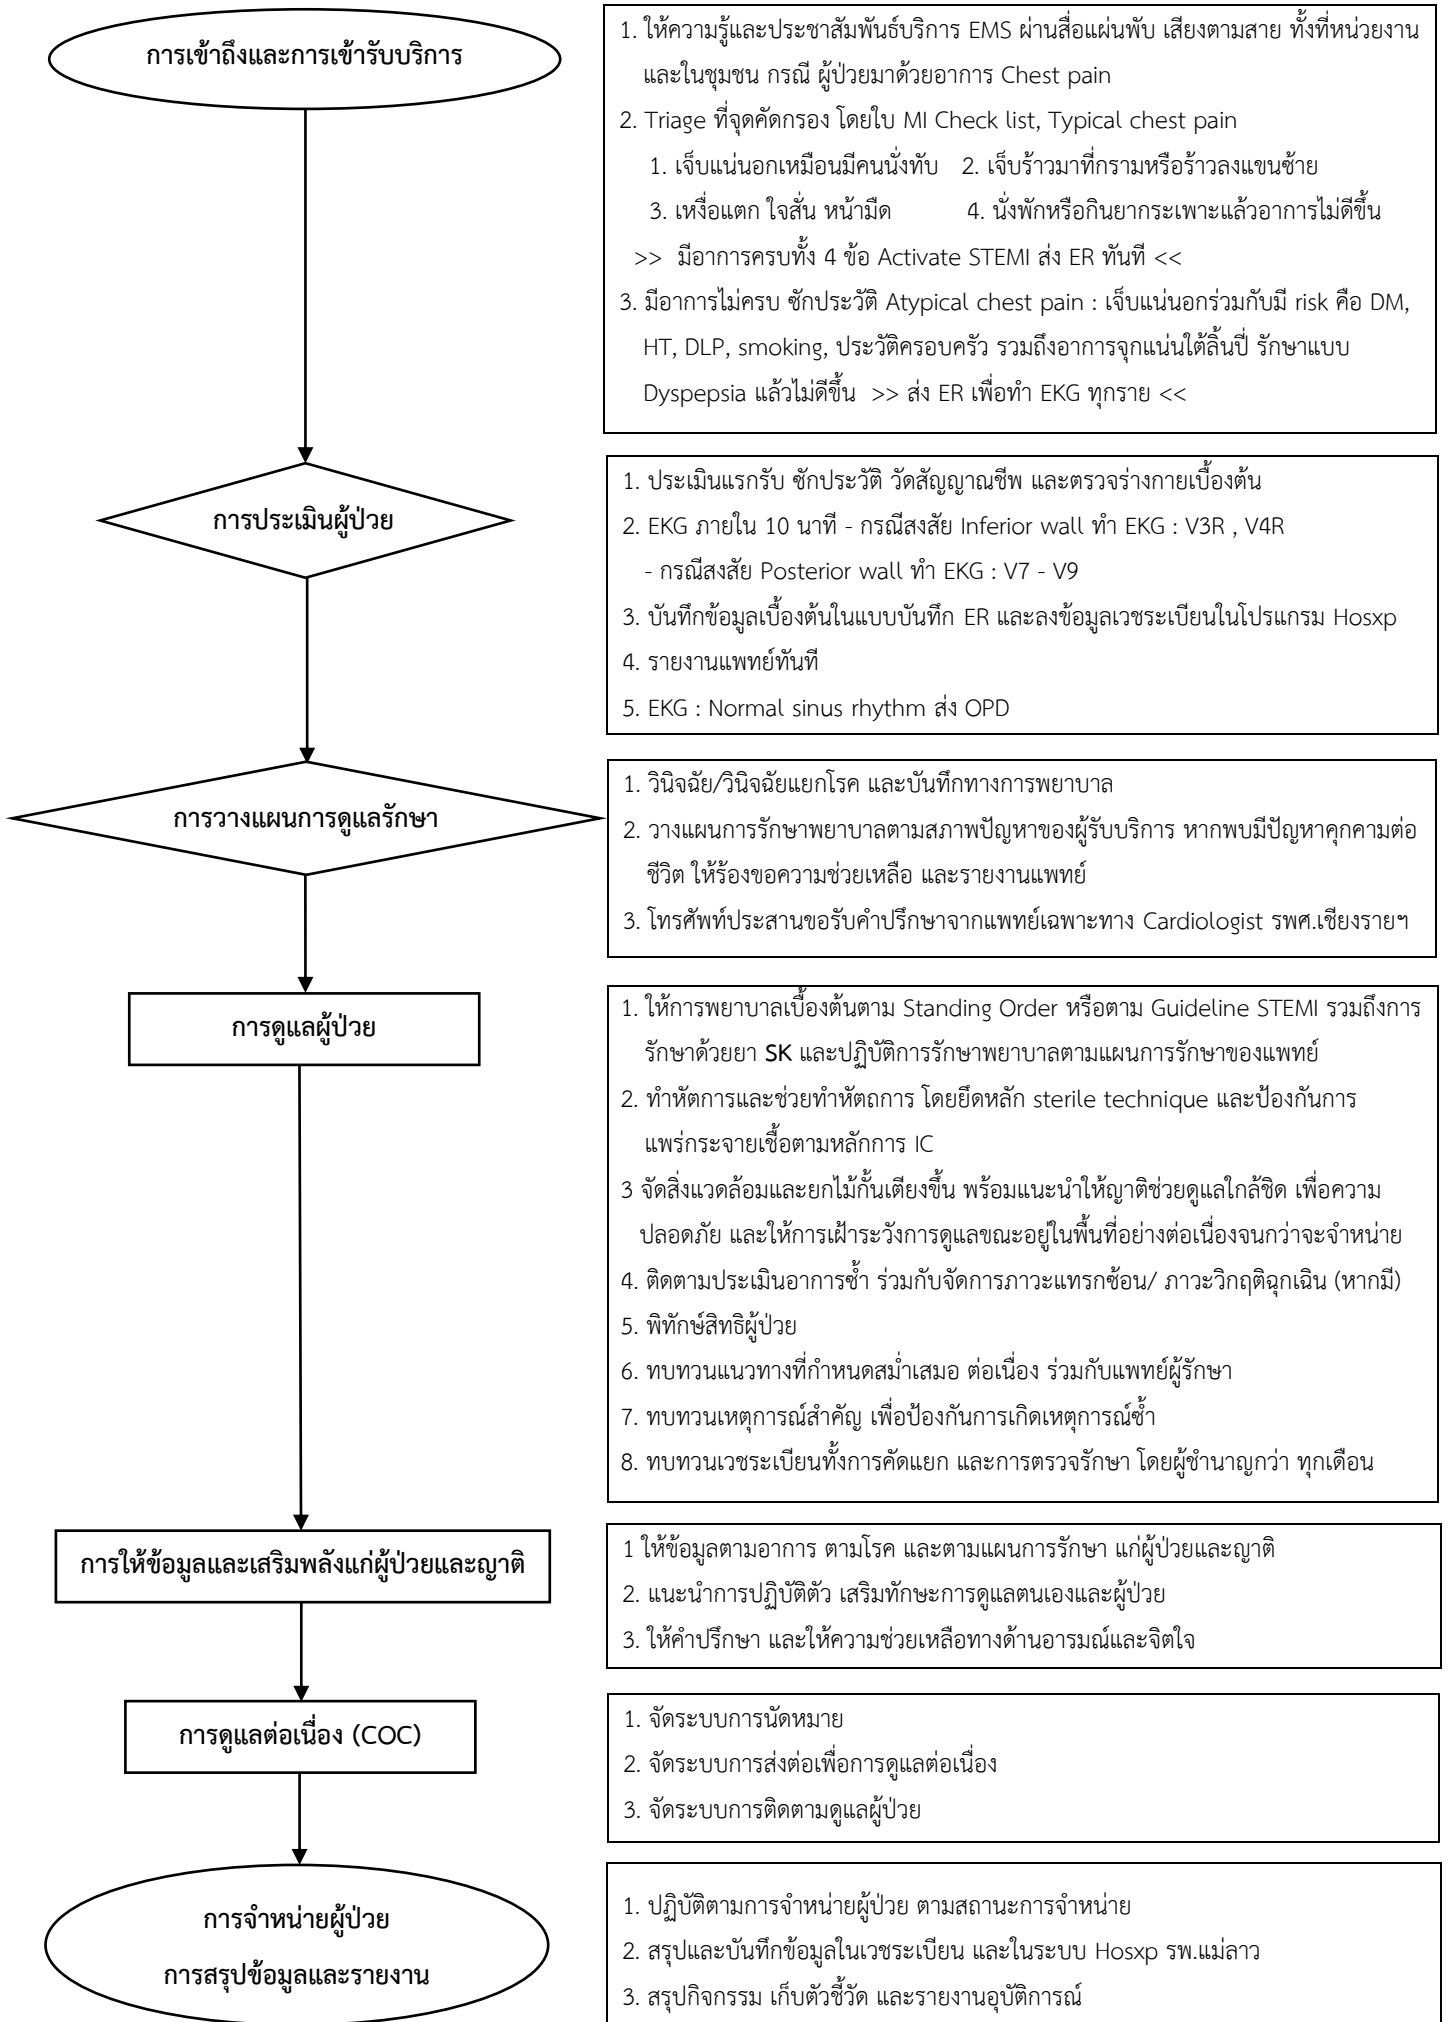 การเข้าถึงและการเข้ารับบริการ
1. ให้ความรู้และประชาสัมพันธ์บริการ EMS ผ่านสื่อแผ่นพับ เสียงตามสาย ทั้งที่หน่วยงาน
และในชุมชน กรณี ผู้ป่วยมาด้วยอาการ Chest pain
2. Triage ที่จุดคัดกรอง โดยใบ MI Check list, Typical chest pain
1. เจ็บแน่นอกเหมือนมีคนนั่งทับ 2. เจ็บร้าวมาที่กรามหรือร้าวลงแขนซ้าย
3. เหงื่อแตก ใจสั่น หน้ามืด 4. นั่งพักหรือกินยากระเพาะแล้วอาการไม่ดีขึ้น
>> มีอาการครบทั้ง 4 ข้อ Activate STEMI ส่ง ER ทันที <<
3. มีอาการไม่ครบ ซักประวัติ Atypical chest pain : เจ็บแน่นอกร่วมกับมี risk คือ DM,
HT, DLP, smoking, ประวัติครอบครัว รวมถึงอาการจุกแน่นใต้ลิ้นปี่ รักษาแบบ
Dyspepsia แล้วไม่ดีขึ้น >> ส่ง ER เพื่อทำ EKG ทุกราย <<
การประเมินผู้ป่วย
1. ประเมินแรกรับ ซักประวัติ วัดสัญญาณชีพ และตรวจร่างกายเบื้องต้น
2. EKG ภายใน 10 นาที - กรณีสงสัย Inferior wall ทำ EKG : V3R , V4R
- กรณีสงสัย Posterior wall ทำ EKG : V7 - V9
3. บันทึกข้อมูลเบื้องต้นในแบบบันทึก ER และลงข้อมูลเวชระเบียนในโปรแกรม Hosxp
4. รายงานแพทย์ทันที
5. EKG : Normal sinus rhythm ส่ง OPD
การวางแผนการดูแลรักษา
1. วินิจฉัย/วินิจฉัยแยกโรค และบันทึกทางการพยาบาล
2. วางแผนการรักษาพยาบาลตามสภาพปัญหาของผู้รับบริการ หากพบมีปัญหาคุกคามต่อ
ชีวิต ให้ร้องขอความช่วยเหลือ และรายงานแพทย์
3. โทรศัพท์ประสานขอรับคำปรึกษาจากแพทย์เฉพาะทาง Cardiologist รพศ.เชียงรายฯ
การดูแลผู้ป่วย
1. ให้การพยาบาลเบื้องต้นตาม Standing Order หรือตาม Guideline STEMI รวมถึงการ
รักษาด้วยยา SK และปฏิบัติการรักษาพยาบาลตามแผนการรักษาของแพทย์
2. ทำหัตการและช่วยทำหัตถการ โดยยึดหลัก sterile technique และป้องกันการ
แพร่กระจายเชื้อตามหลักการ IC
3 จัดสิ่งแวดล้อมและยกไม้กั้นเตียงขึ้น พร้อมแนะนำให้ญาติช่วยดูแลใกล้ชิด เพื่อความ
ปลอดภัย และให้การเฝ้าระวังการดูแลขณะอยู่ในพื้นที่อย่างต่อเนื่องจนกว่าจะจำหน่าย
4. ติดตามประเมินอาการซ้ำ ร่วมกับจัดการภาวะแทรกซ้อน/ ภาวะวิกฤติฉุกเฉิน (หากมี)
5. พิทักษ์สิทธิผู้ป่วย
6. ทบทวนแนวทางที่กำหนดสม่ำเสมอ ต่อเนื่อง ร่วมกับแพทย์ผู้รักษา
7. ทบทวนเหตุการณ์สำคัญ เพื่อป้องกันการเกิดเหตุการณ์ซ้ำ
8. ทบทวนเวชระเบียนทั้งการคัดแยก และการตรวจรักษา โดยผู้ชำนาญกว่า ทุกเดือน
การให้ข้อมูลและเสริมพลังแก่ผู้ป่วยและญาติ
1 ให้ข้อมูลตามอาการ ตามโรค และตามแผนการรักษา แก่ผู้ป่วยและญาติ
2. แนะนำการปฏิบัติตัว เสริมทักษะการดูแลตนเองและผู้ป่วย
3. ให้คำปรึกษา และให้ความช่วยเหลือทางด้านอารมณ์และจิตใจ
การดูแลต่อเนื่อง (COC)
1. จัดระบบการนัดหมาย
2. จัดระบบการส่งต่อเพื่อการดูแลต่อเนื่อง
3. จัดระบบการติดตามดูแลผู้ป่วย
การจำหน่ายผู้ป่วย
การสรุปข้อมูลและรายงาน
1. ปฏิบัติตามการจำหน่ายผู้ป่วย ตามสถานะการจำหน่าย
2. สรุปและบันทึกข้อมูลในเวชระเบียน และในระบบ Hosxp รพ.แม่ลาว
3. สรุปกิจกรรม เก็บตัวชี้วัด และรายงานอุบัติการณ์